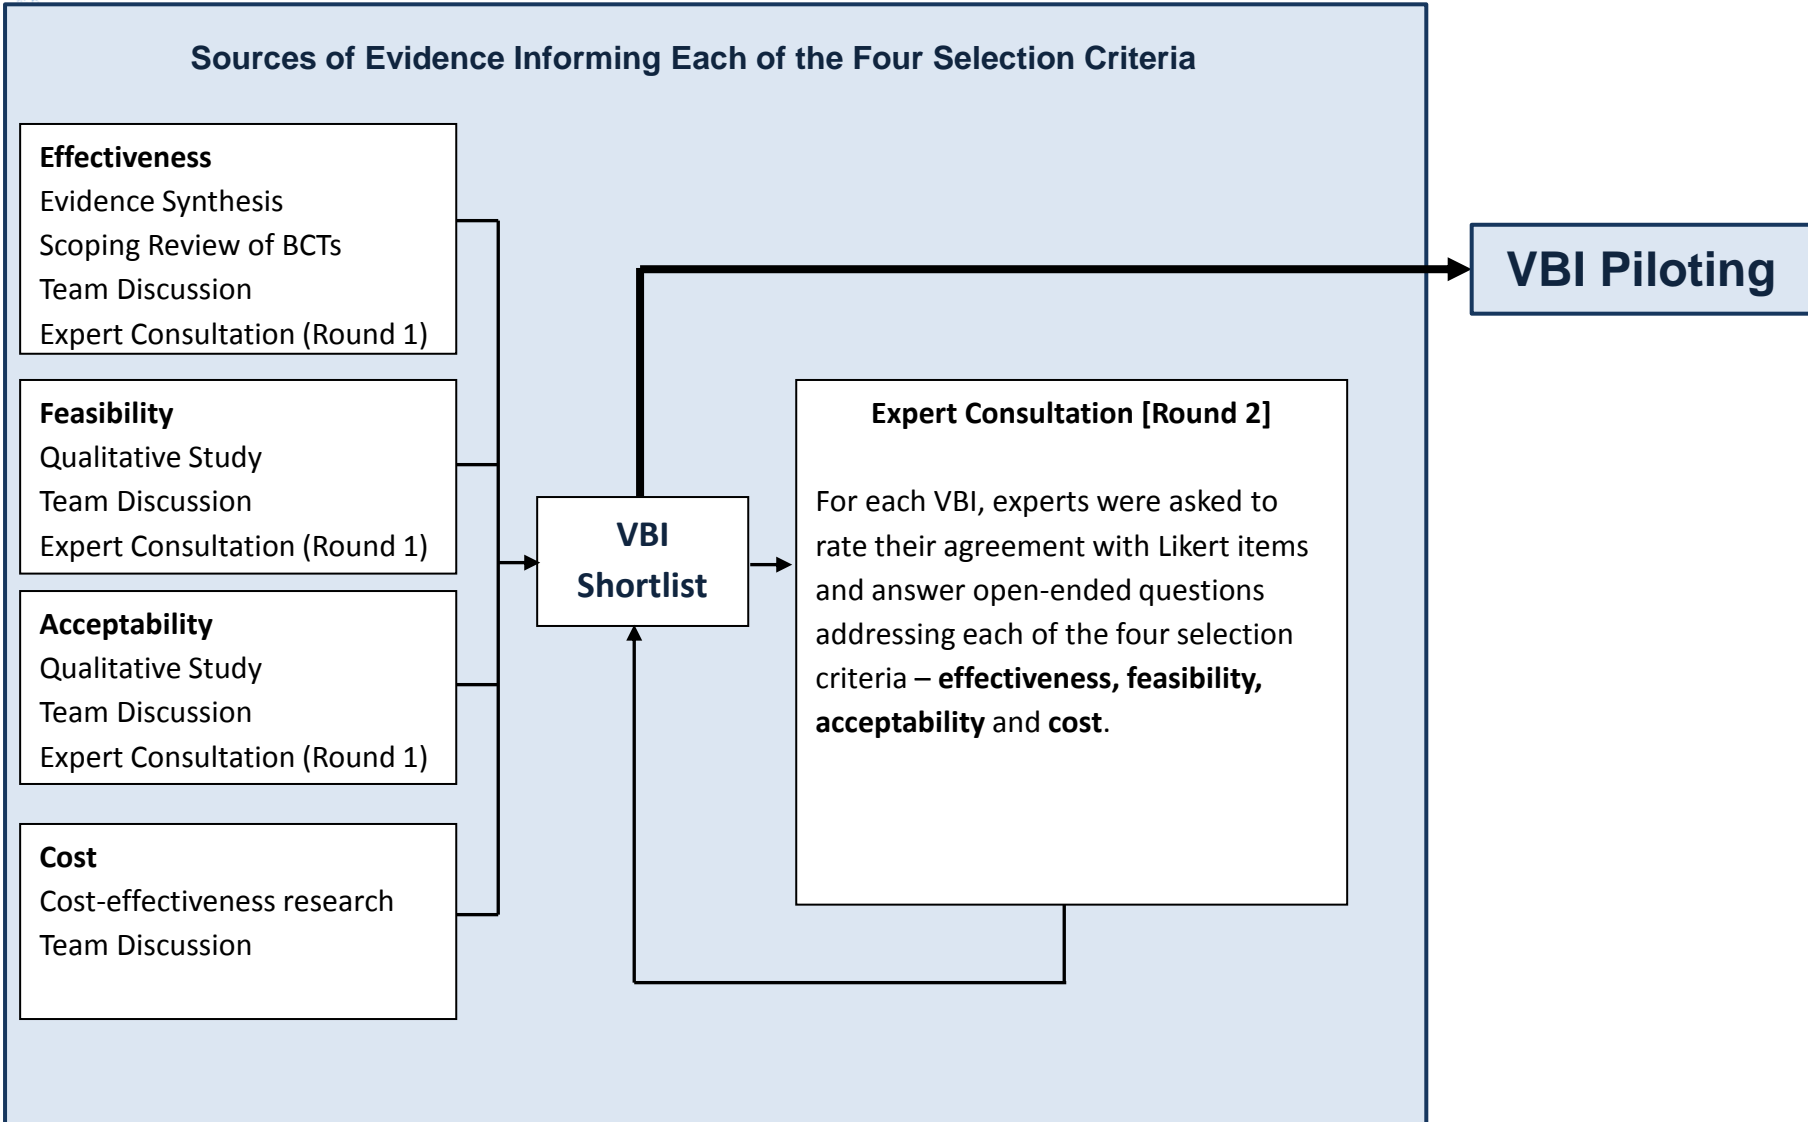 Sources of Evidence Informing Each of the Four Selection Criteria
Effectiveness
Evidence Synthesis
Scoping Review of BCTs
Team Discussion
Expert Consultation (Round 1)
Feasibility
Qualitative Study
Team Discussion
Expert Consultation (Round 1)
Acceptability
Qualitative Study
Team Discussion
Expert Consultation (Round 1)
Cost
Cost-effectiveness research
Team Discussion
VBI
Shortlist
Expert Consultation [Round 2]
For each VBI, experts were asked to
rate their agreement with Likert items
and answer open-ended questions
addressing each of the four selection
criteria – effectiveness, feasibility,
acceptability and cost.
VBI Piloting